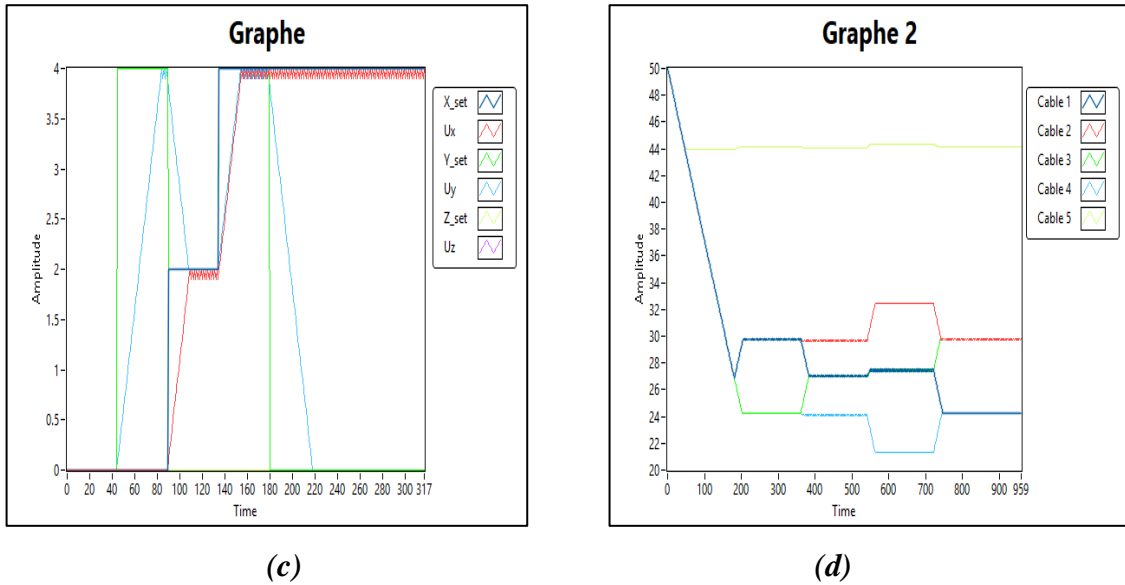 Graphe
4
3.5
3
2.5
2
1.5
1
0.5
0
Amplitude
0 20 40 60 80 100 120 140 160 180 200 220 240 260 280 300 317
Time
X_set
Ux
Y_set
Uy
Z_set
Uz
(c)
Graphe 2
50
48
46
44
42
40
38
36
34
32
30
28
26
24
22
20
Amplitude
0 100 200 300 400 500 600 700 800 900 959
Time
Cable 1
Cable 2
Cable 3
Cable 4
Cable 5
(d)